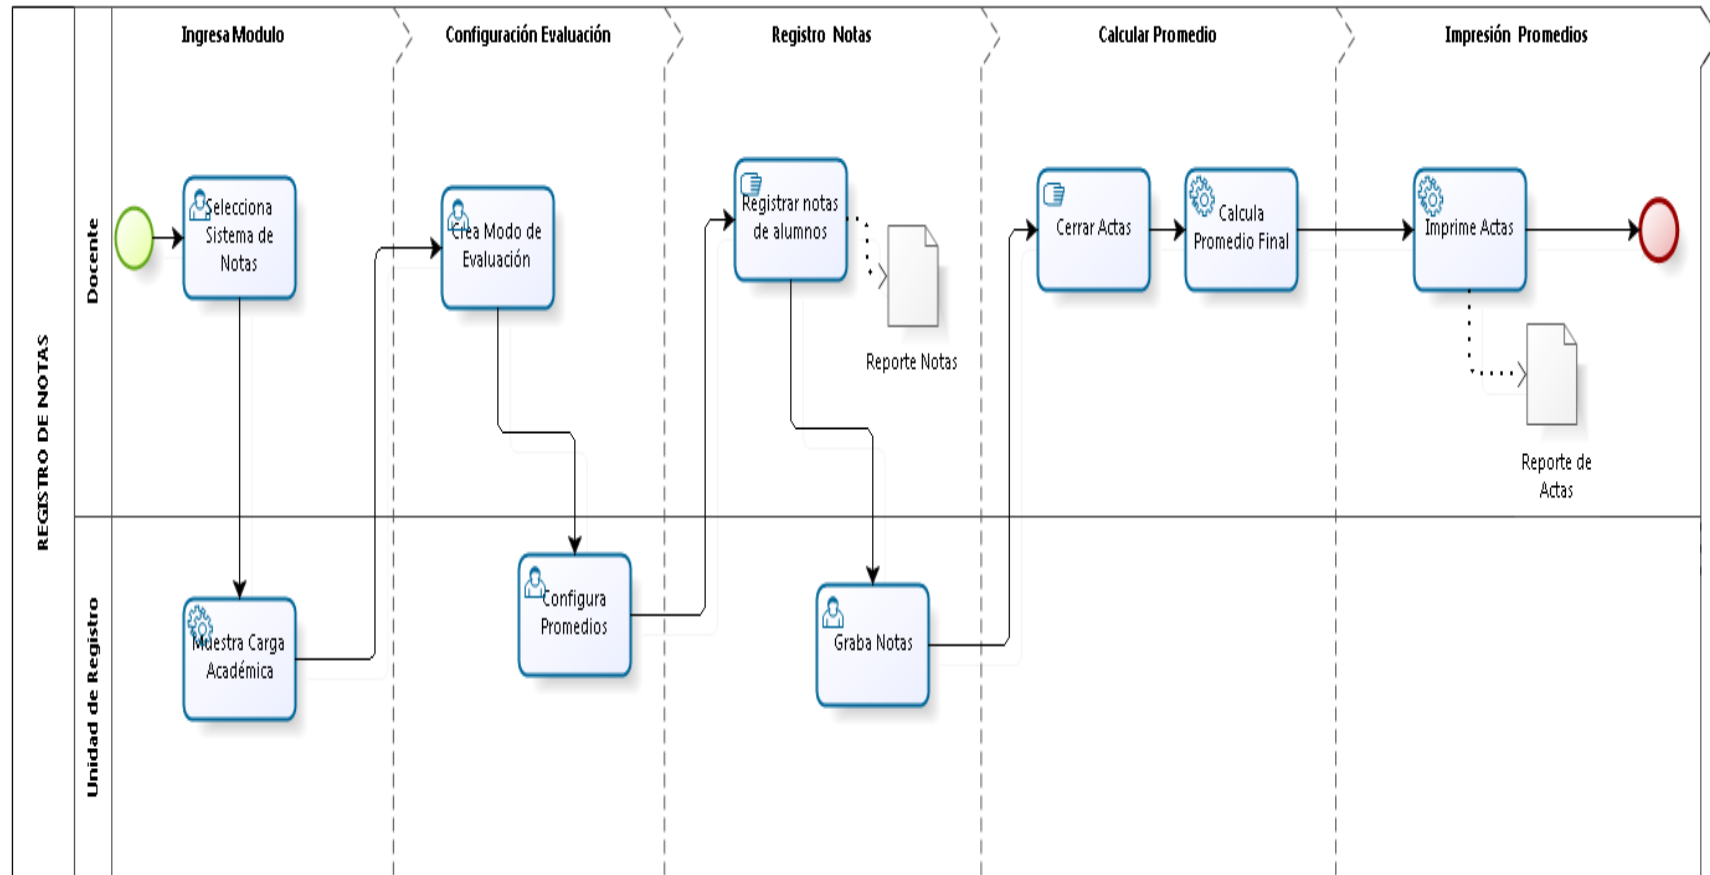 Ingresa Modulo
Configuración Evaluación
Registro Notas
Calcular Promedio
Impresión Promedios
REGISTRO DE NOTAS
Docente
Selecciona
Sistema de
Notas
Crea Modo de
Evaluación
Registrar notas
de alumnos
Reporte Notas
Cerrar Actas
Calcula
Promedio Final
Imprime Actas
Reporte de
Actas
Unidad de Registro
Muestra Carga
Académica
Configura
Promedios
Graba Notas